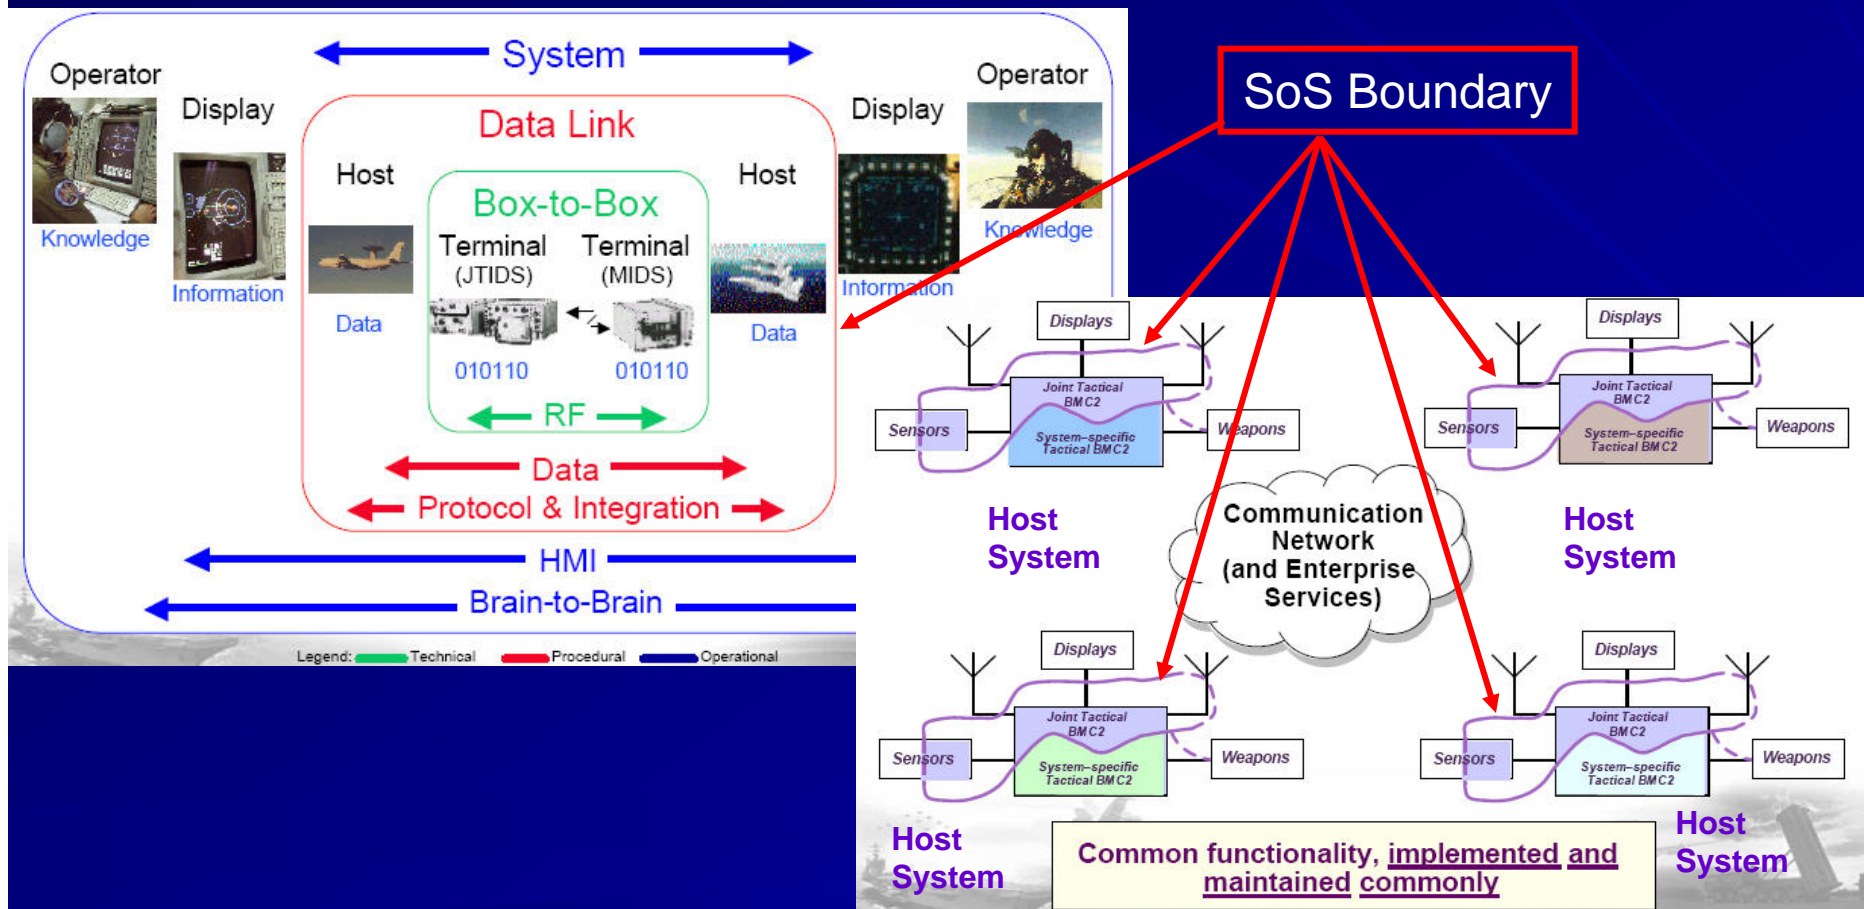 System
Operator
Display
Knowledge
Information
Data Link
Host
Data
Box-to-Box
Terminal
(JTIDS)
010110
Terminal
(MIDS)
010110
RF
Host
Data
Display
Information
Operator
Knowledge
Data
Protocol & Integration
HMI
Brain-to-Brain
Legend:
Technical
Procedural
Operational
SoS Boundary
Displays
Joint Tactical
BMC2
Sensors
System–specific
Tactical BMC2
Weapons
Host
System
Displays
Joint Tactical
BMC2
Sensors
System–specific
Tactical BMC2
Weapons
Host
System
Communication
Network
(and Enterprise
Services)
Displays
Joint Tactical
BMC2
Sensors
System–specific
Tactical BMC2
Weapons
Host
System
Displays
Joint Tactical
BMC2
Sensors
System–specific
Tactical BMC2
Weapons
Host
System
Common functionality, implemented and
maintained commonly